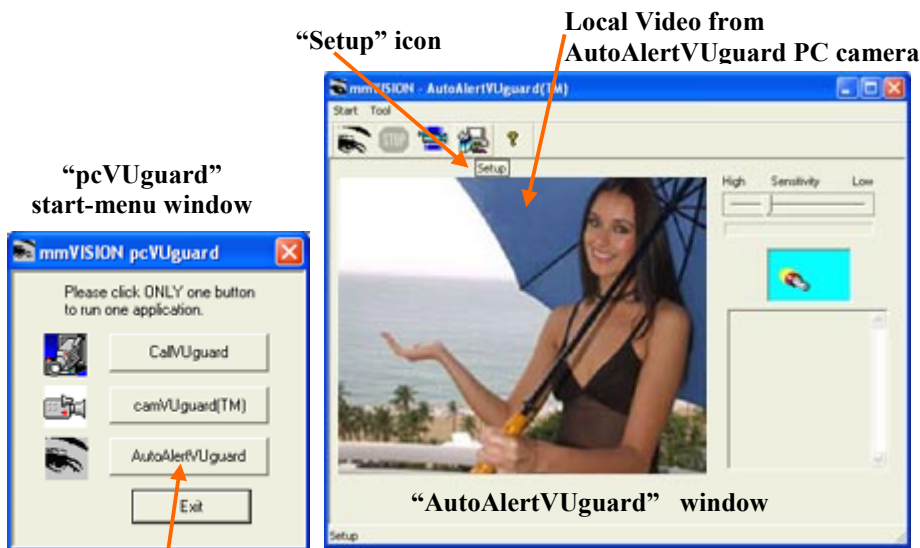 “Setup” icon
Local Video from
AutoAlertVUguard PC camera
“pcVUguard”
start-menu window
mmVISION pcVUguard
Please click ONLY one button
to run one application.
CallVUguard
camVUguard(TM)
AutoAlertVUguard
Exit
mmVISION - AutoAlertVUguard(TM)
Start Tool
STOP
?
Setup
High Sensitivity Low
“AutoAlertVUguard” window
Setup